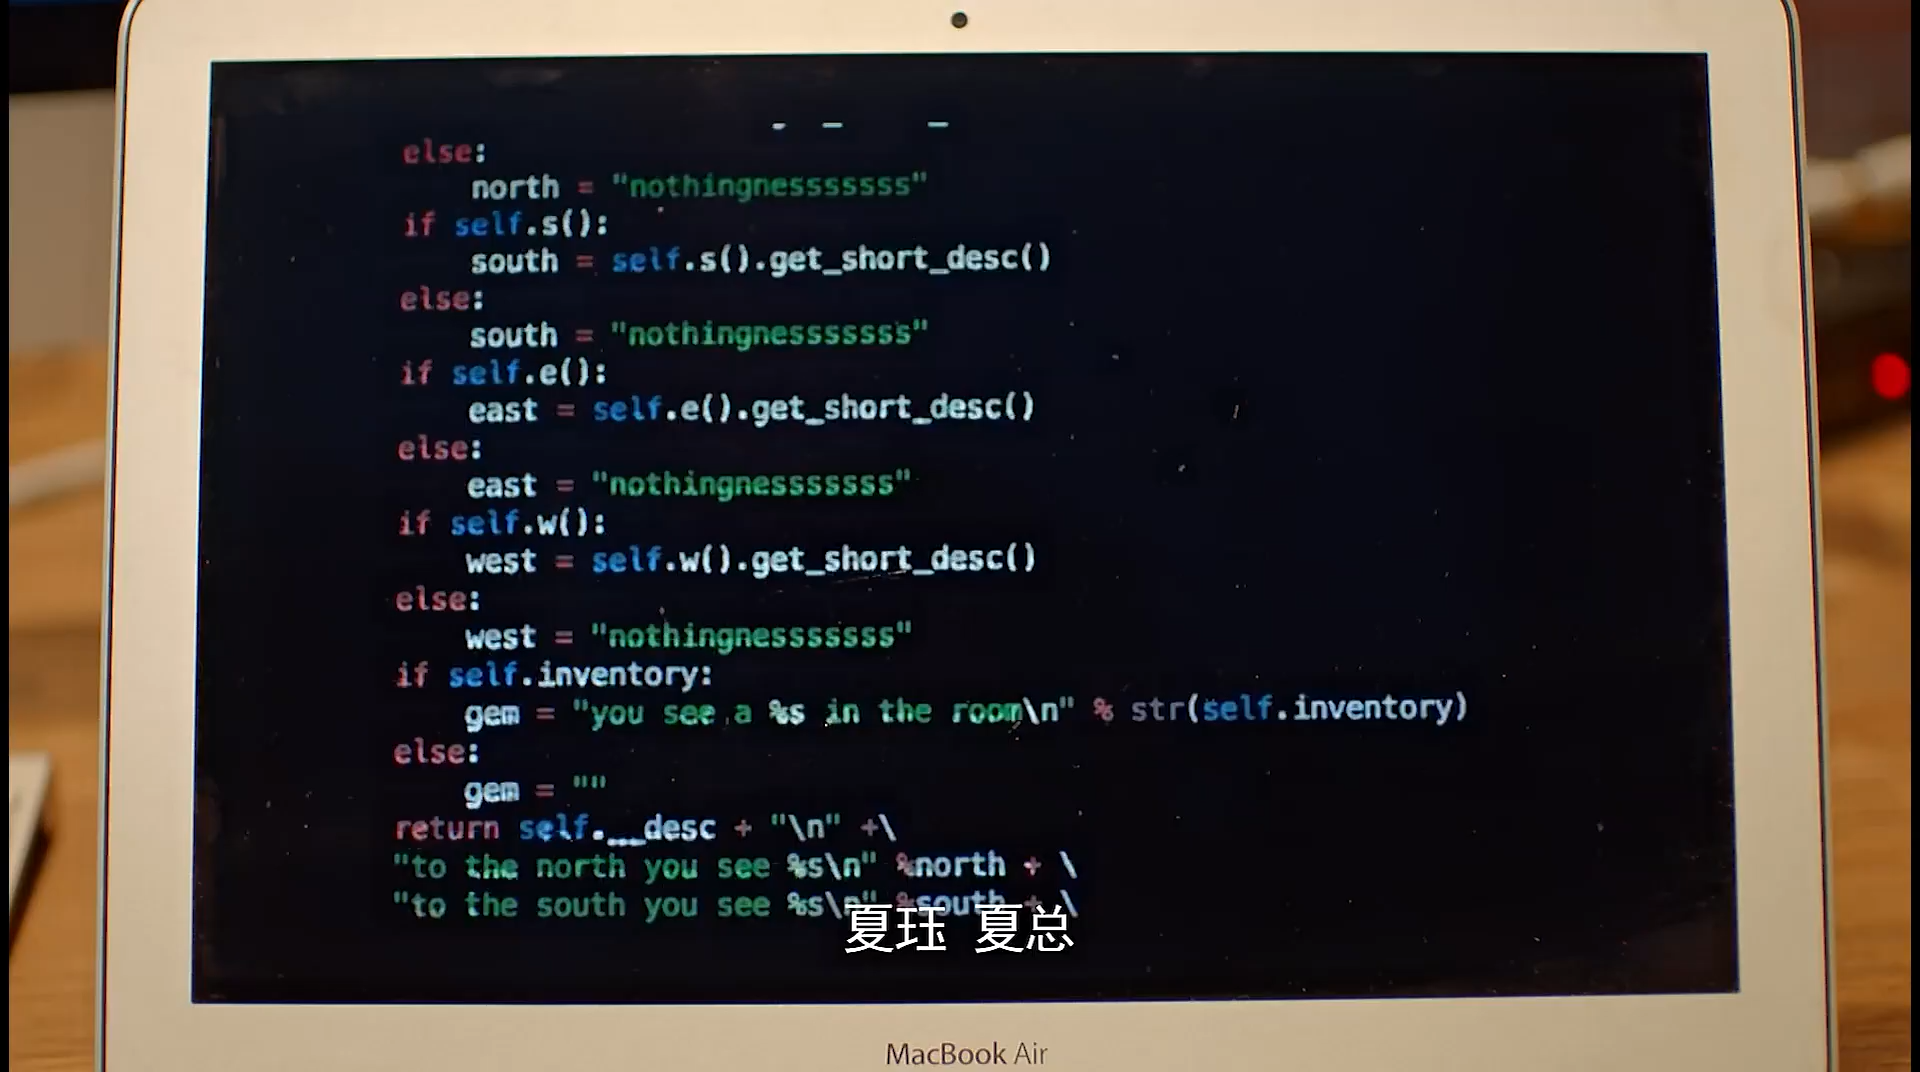 else:
north = "nothingnesssssss"
if self.s():
south = self.s().get_short_desc()
else:
south = "nothingnesssssss"
if self.e():
east = self.e().get_short_desc()
else:
east = "nothingnesssssss"
if self.w():
west = self.w().get_short_desc()
else:
west = "nothingnesssssss"
if self.inventory:
gem = "you see a %s in the room\n" % str(self.inventory)
else:
gem = ""
return self.__desc + "\n" +\
"to the north you see %s\n" %north + \
"to the south you see %s\n" %south + \
夏珏 夏总
MacBook Air